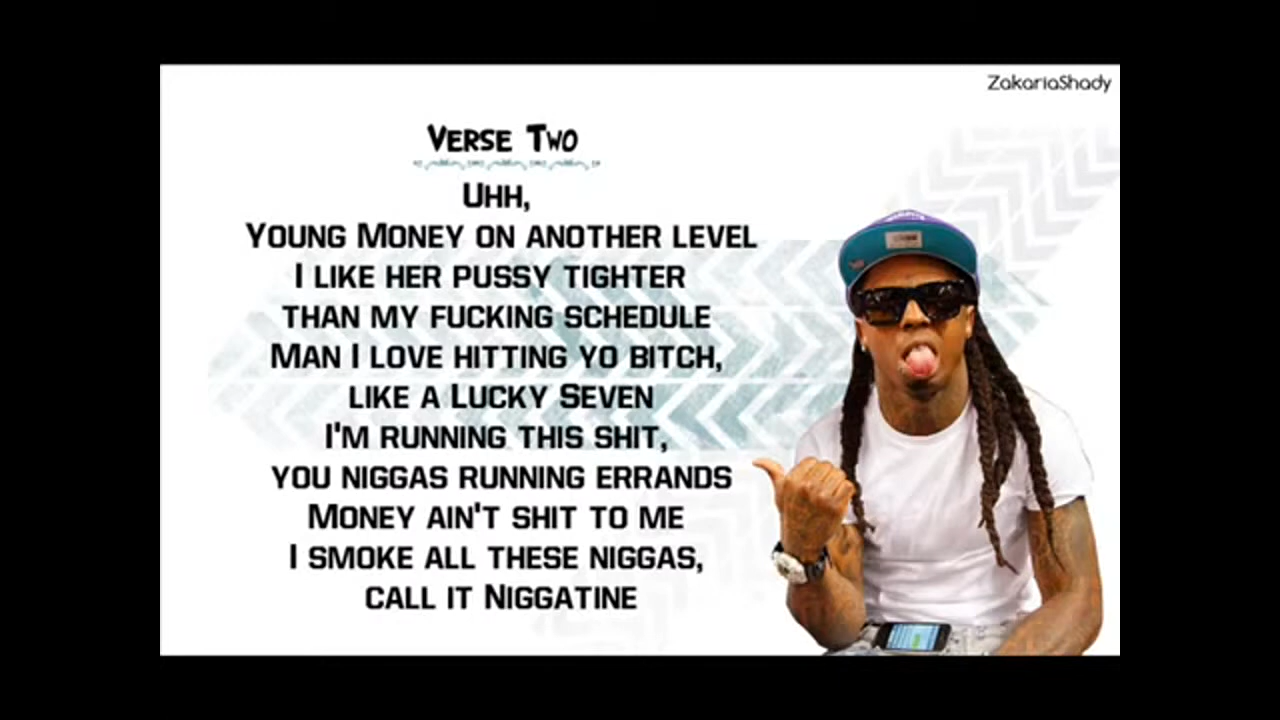 ZakariaShady
VERSE TWO
UHH,
YOUNG MONEY ON ANOTHER LEVEL
I LIKE HER PUSSY TIGHTER
THAN MY FUCKING SCHEDULE
MAN I LOVE HITTING YO BITCH,
LIKE A LUCKY SEVEN
I'M RUNNING THIS SHIT,
YOU NIGGAS RUNNING ERRANDS
MONEY AIN'T SHIT TO ME
I SMOKE ALL THESE NIGGAS,
CALL IT NIGGATINE